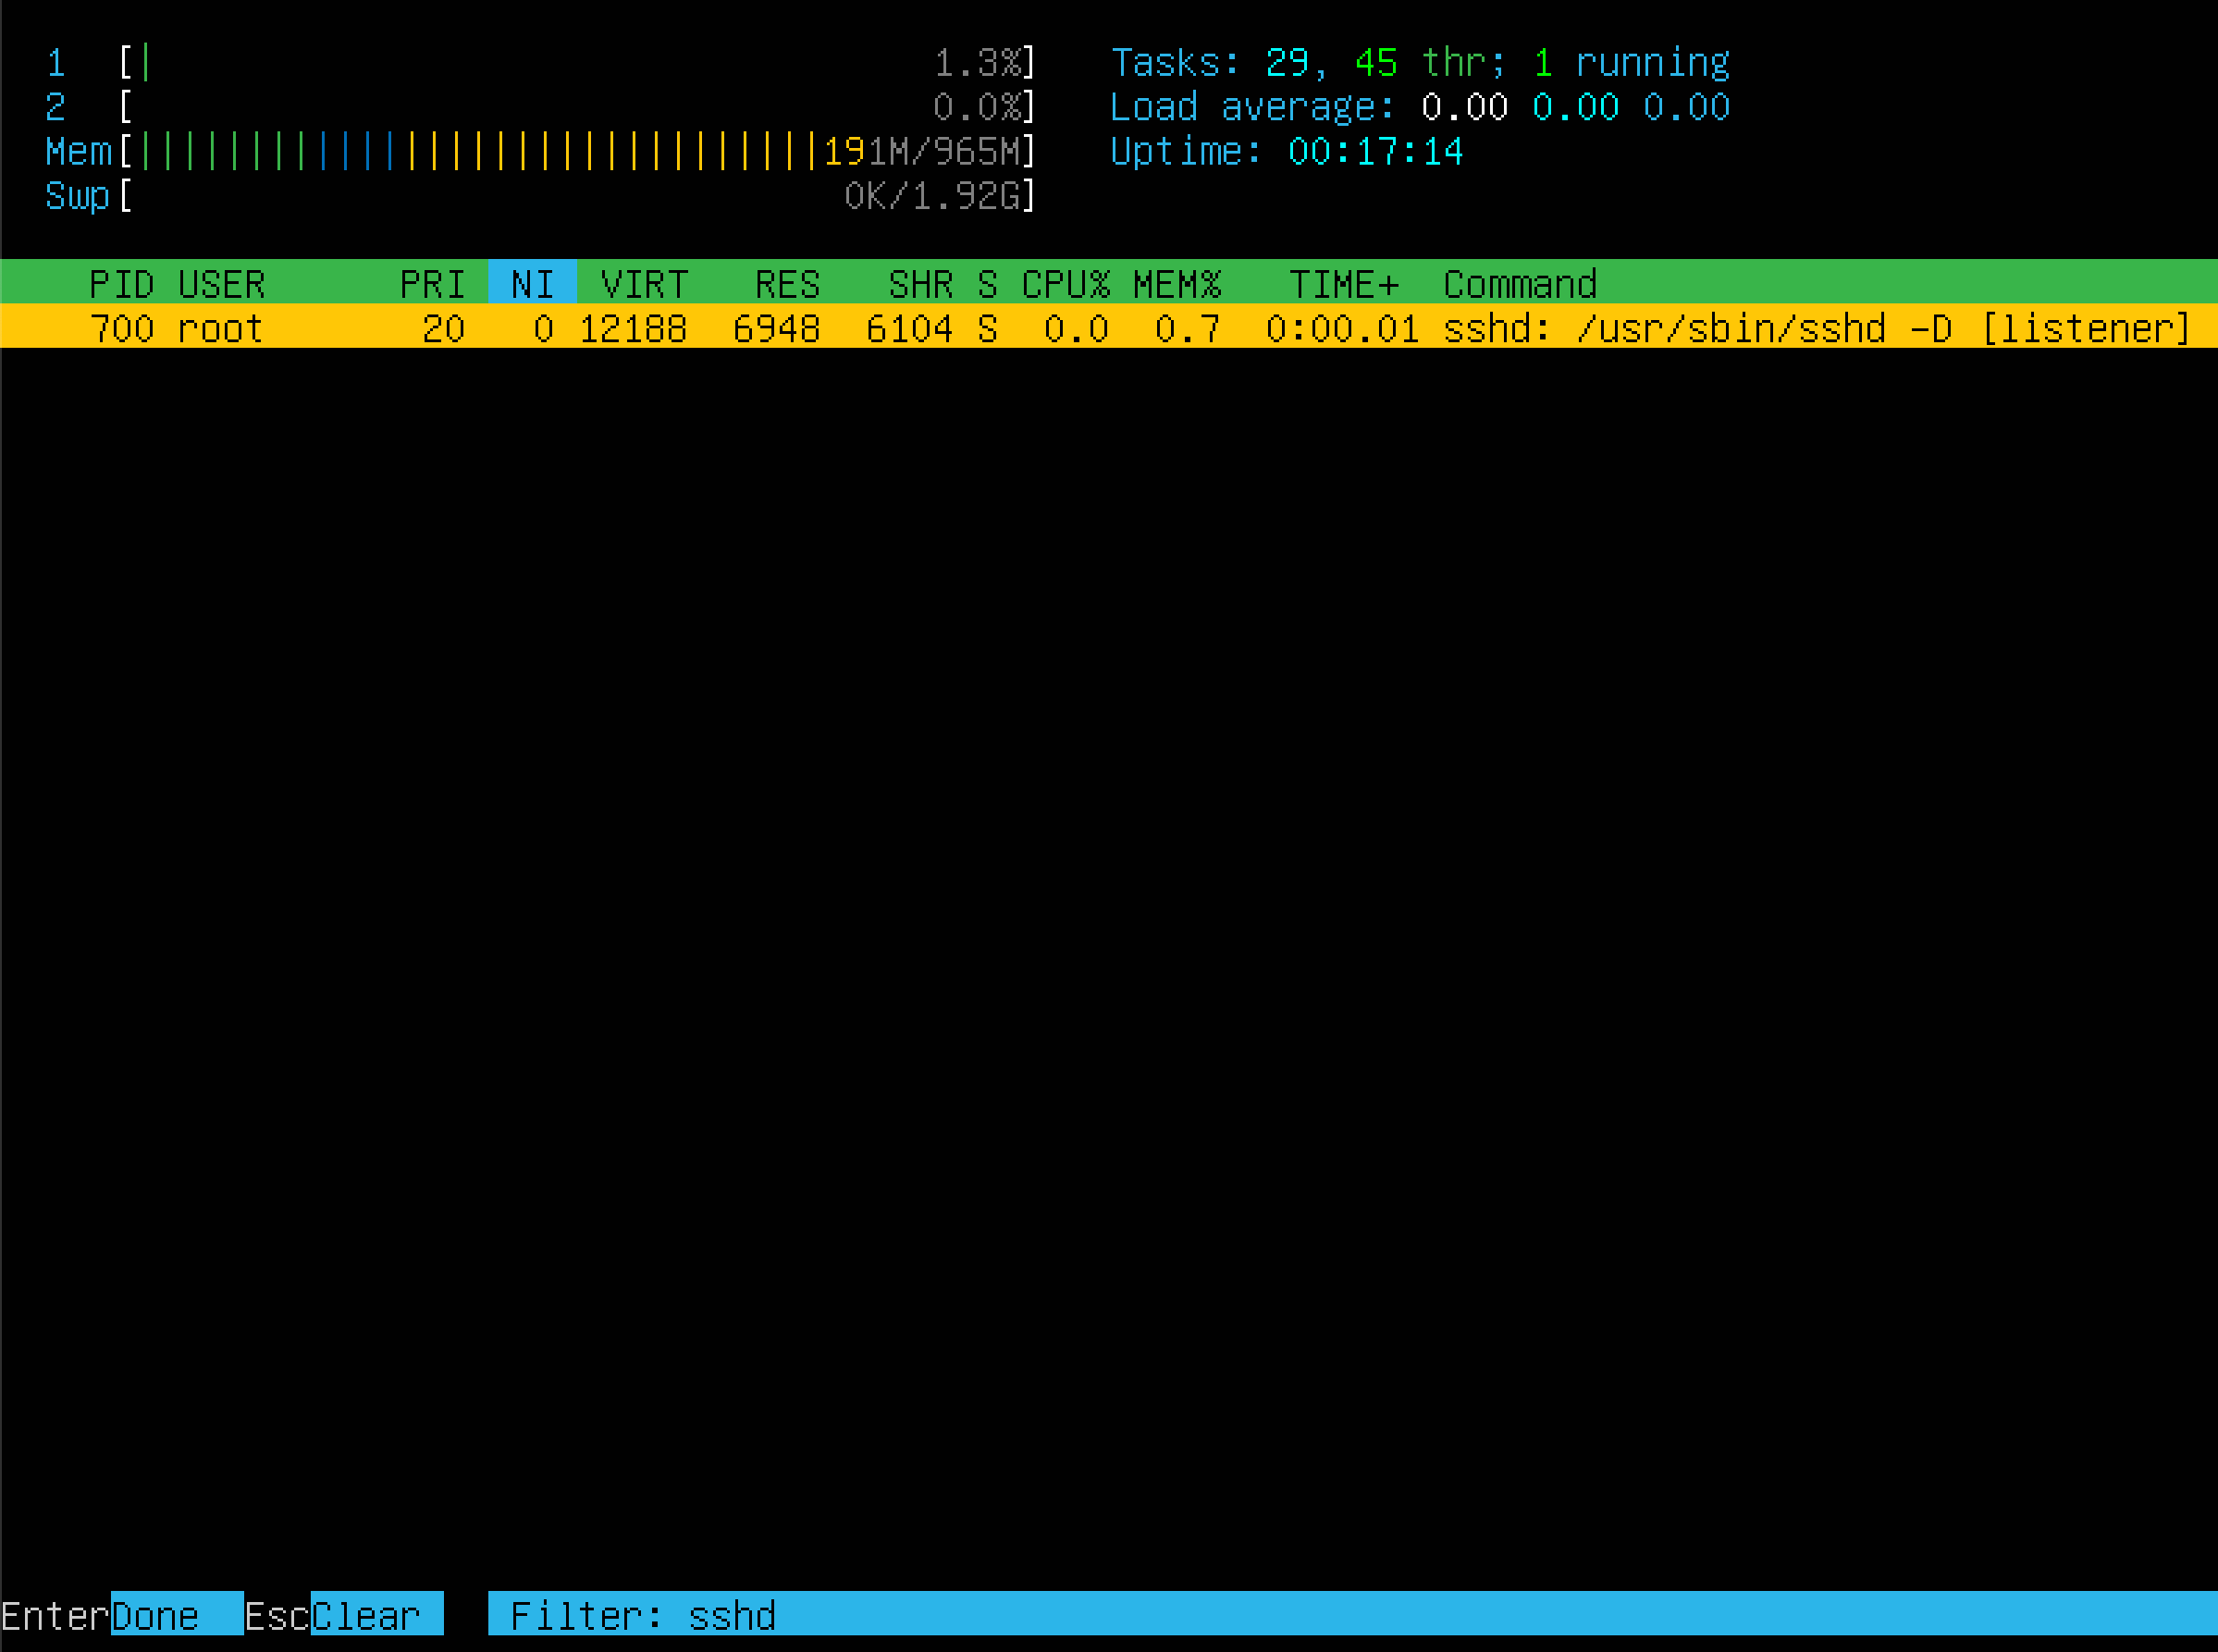 1 [| 1.3%] Tasks: 29, 45 thr; 1 running
2 [ 0.0%] Load average: 0.00 0.00 0.00
Mem[|||||||||||||||||||||||||||||||191M/965M] Uptime: 00:17:14
Swp[ 0K/1.92G]
PID USER PRI NI VIRT RES SHR S CPU% MEM% TIME+ Command
700 root 20 0 12188 6948 6104 S 0.0 0.7 0:00.01 sshd: /usr/sbin/sshd -D [listener]
EnterDone EscClear Filter: sshd